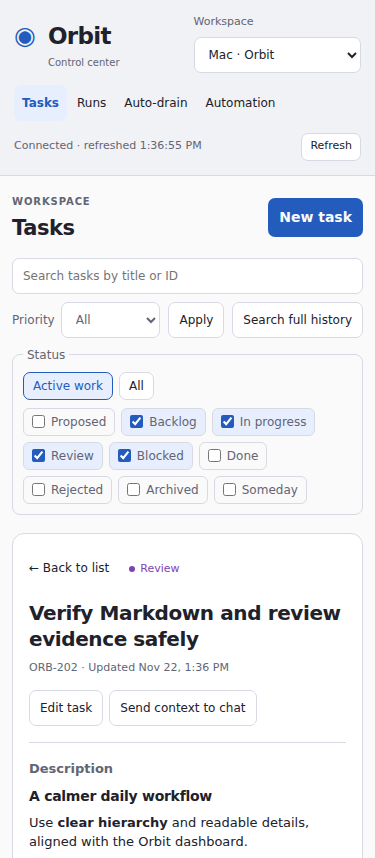 Orbit
Control center
Workspace
Mac · Orbit
Tasks
Runs
Auto-drain
Automation
Connected · refreshed 1:36:55 PM
Refresh
WORKSPACE
Tasks
New task
Search tasks by title or ID
Priority
All
Apply
Search full history
Status
Active work
All
Proposed
Backlog
In progress
Review
Blocked
Done
Rejected
Archived
Someday
← Back to list
Review
Verify Markdown and review
evidence safely
ORB-202 · Updated Nov 22, 1:36 PM
Edit task
Send context to chat
Description
A calmer daily workflow
Use clear hierarchy and readable details,
aligned with the Orbit dashboard.